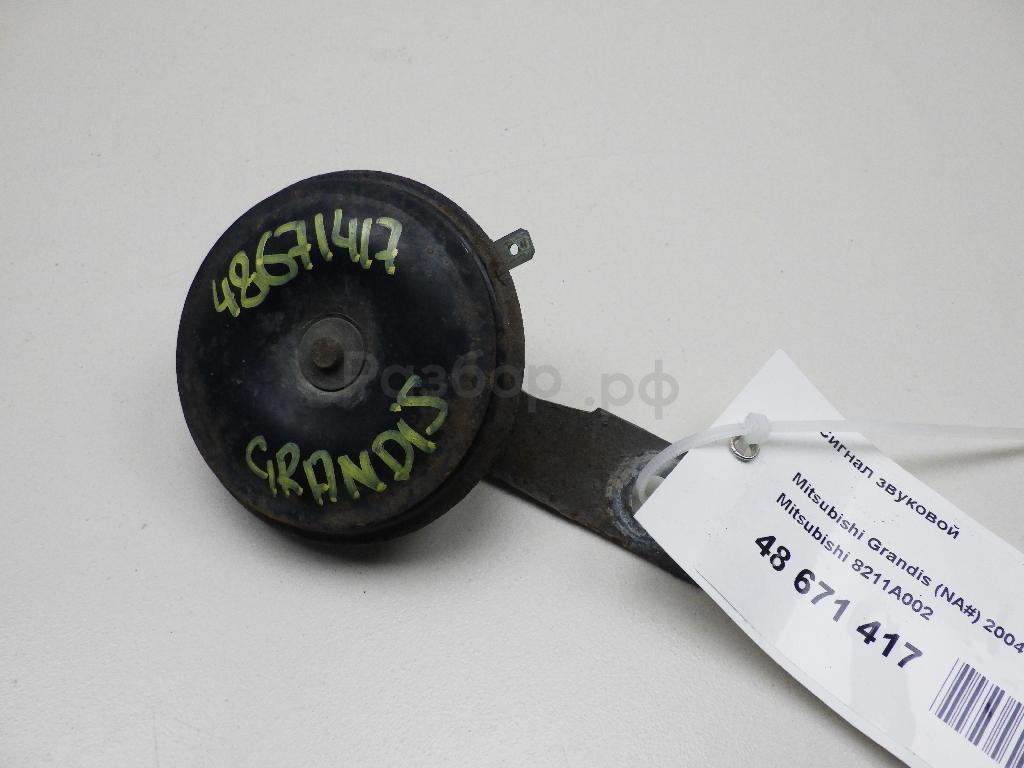 48671417
GRANDIS
Разбор.рф
Сигнал звуковой
Mitsubishi Grandis (NA#) 2004
Mitsubishi 8211A002
48 671 417